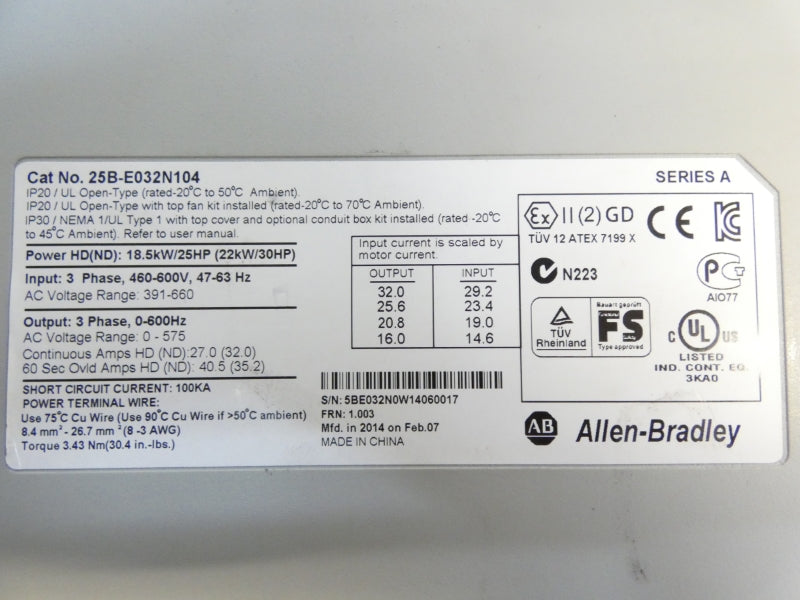 Cat No. 25B-E032N104
SERIES A
IP20 / UL Open-Type (rated-20°C to 50°C Ambient).
IP20 / UL Open-Type with top fan kit installed (rated-20°C to 70°C Ambient).
IP30 / NEMA 1/UL Type 1 with top cover and optional conduit box kit installed (rated -20°C
to 45°C Ambient). Refer to user manual.
Power HD(ND): 18.5kW/25HP (22kW/30HP)
Input: 3 Phase, 460-600V, 47-63 Hz
AC Voltage Range: 391-660
Output: 3 Phase, 0-600Hz
AC Voltage Range: 0 - 575
Continuous Amps HD (ND):27.0 (32.0)
60 Sec Ovld Amps HD (ND): 40.5 (35.2)
SHORT CIRCUIT CURRENT: 100KA
POWER TERMINAL WIRE:
Use 75°C Cu Wire (Use 90°C Cu Wire if >50°C ambient)
8.4 mm² - 26.7 mm² (8 -3 AWG)
Torque 3.43 Nm(30.4 in.-lbs.)
Input current is scaled by
motor current.
OUTPUT INPUT
32.0 29.2
25.6 23.4
20.8 19.0
16.0 14.6
S/N: 5BE032N0W14060017
FRN: 1.003
Mfd. in 2014 on Feb.07
MADE IN CHINA
Ex II (2) GD CE
TÜV 12 ATEX 7199 X
N223
AIO77
TÜV
Rheinland
Bauart geprüft
FS
Type approved
C UL US
LISTED
IND. CONT. EQ.
3KA0
AB Allen-Bradley